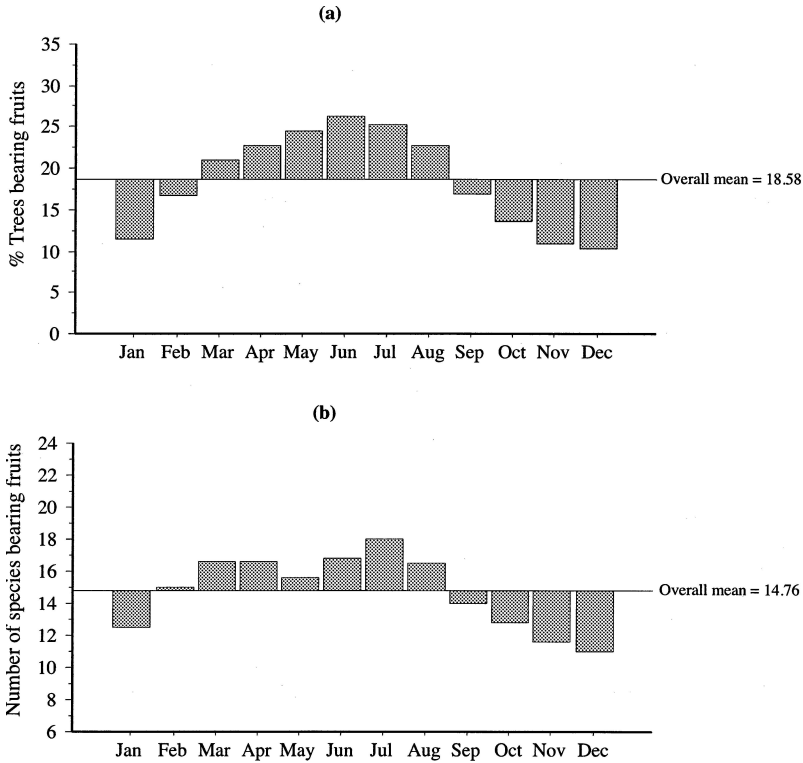 (a)
% Trees bearing fruits
35
30
25
20
15
10
5
0
Overall mean = 18.58
Jan Feb Mar Apr May Jun Jul Aug Sep Oct Nov Dec
(b)
Number of species bearing fruits
24
22
20
18
16
14
12
10
8
6
Overall mean = 14.76
Jan Feb Mar Apr May Jun Jul Aug Sep Oct Nov Dec